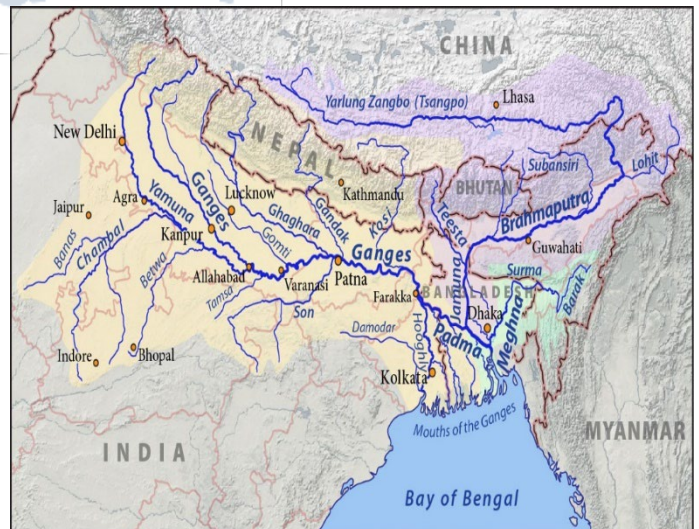 CHINA
Yarlung Zangbo (Tsangpo)
Lhasa
New Delhi
NEPAL
Subansiri
Lohit
BHUTAN
Agra
Yamuna
Ganges
Lucknow
Kathmandu
Jaipur
Ghaghara
Gandak
Kosi
Teesta
Brahmaputra
Banas
Chambal
Kanpur
Gomti
Guwahati
Betwa
Ganges
Jamuna
Surma
Allahabad
Varanasi
Patna
Farakka
BANGLADESH
Barak
Tamsa
Son
Dhaka
Meghna
Padma
Damodar
Hooghly
Indore
Bhopal
Kolkata
Mouths of the Ganges
MYANMAR
INDIA
Bay of Bengal